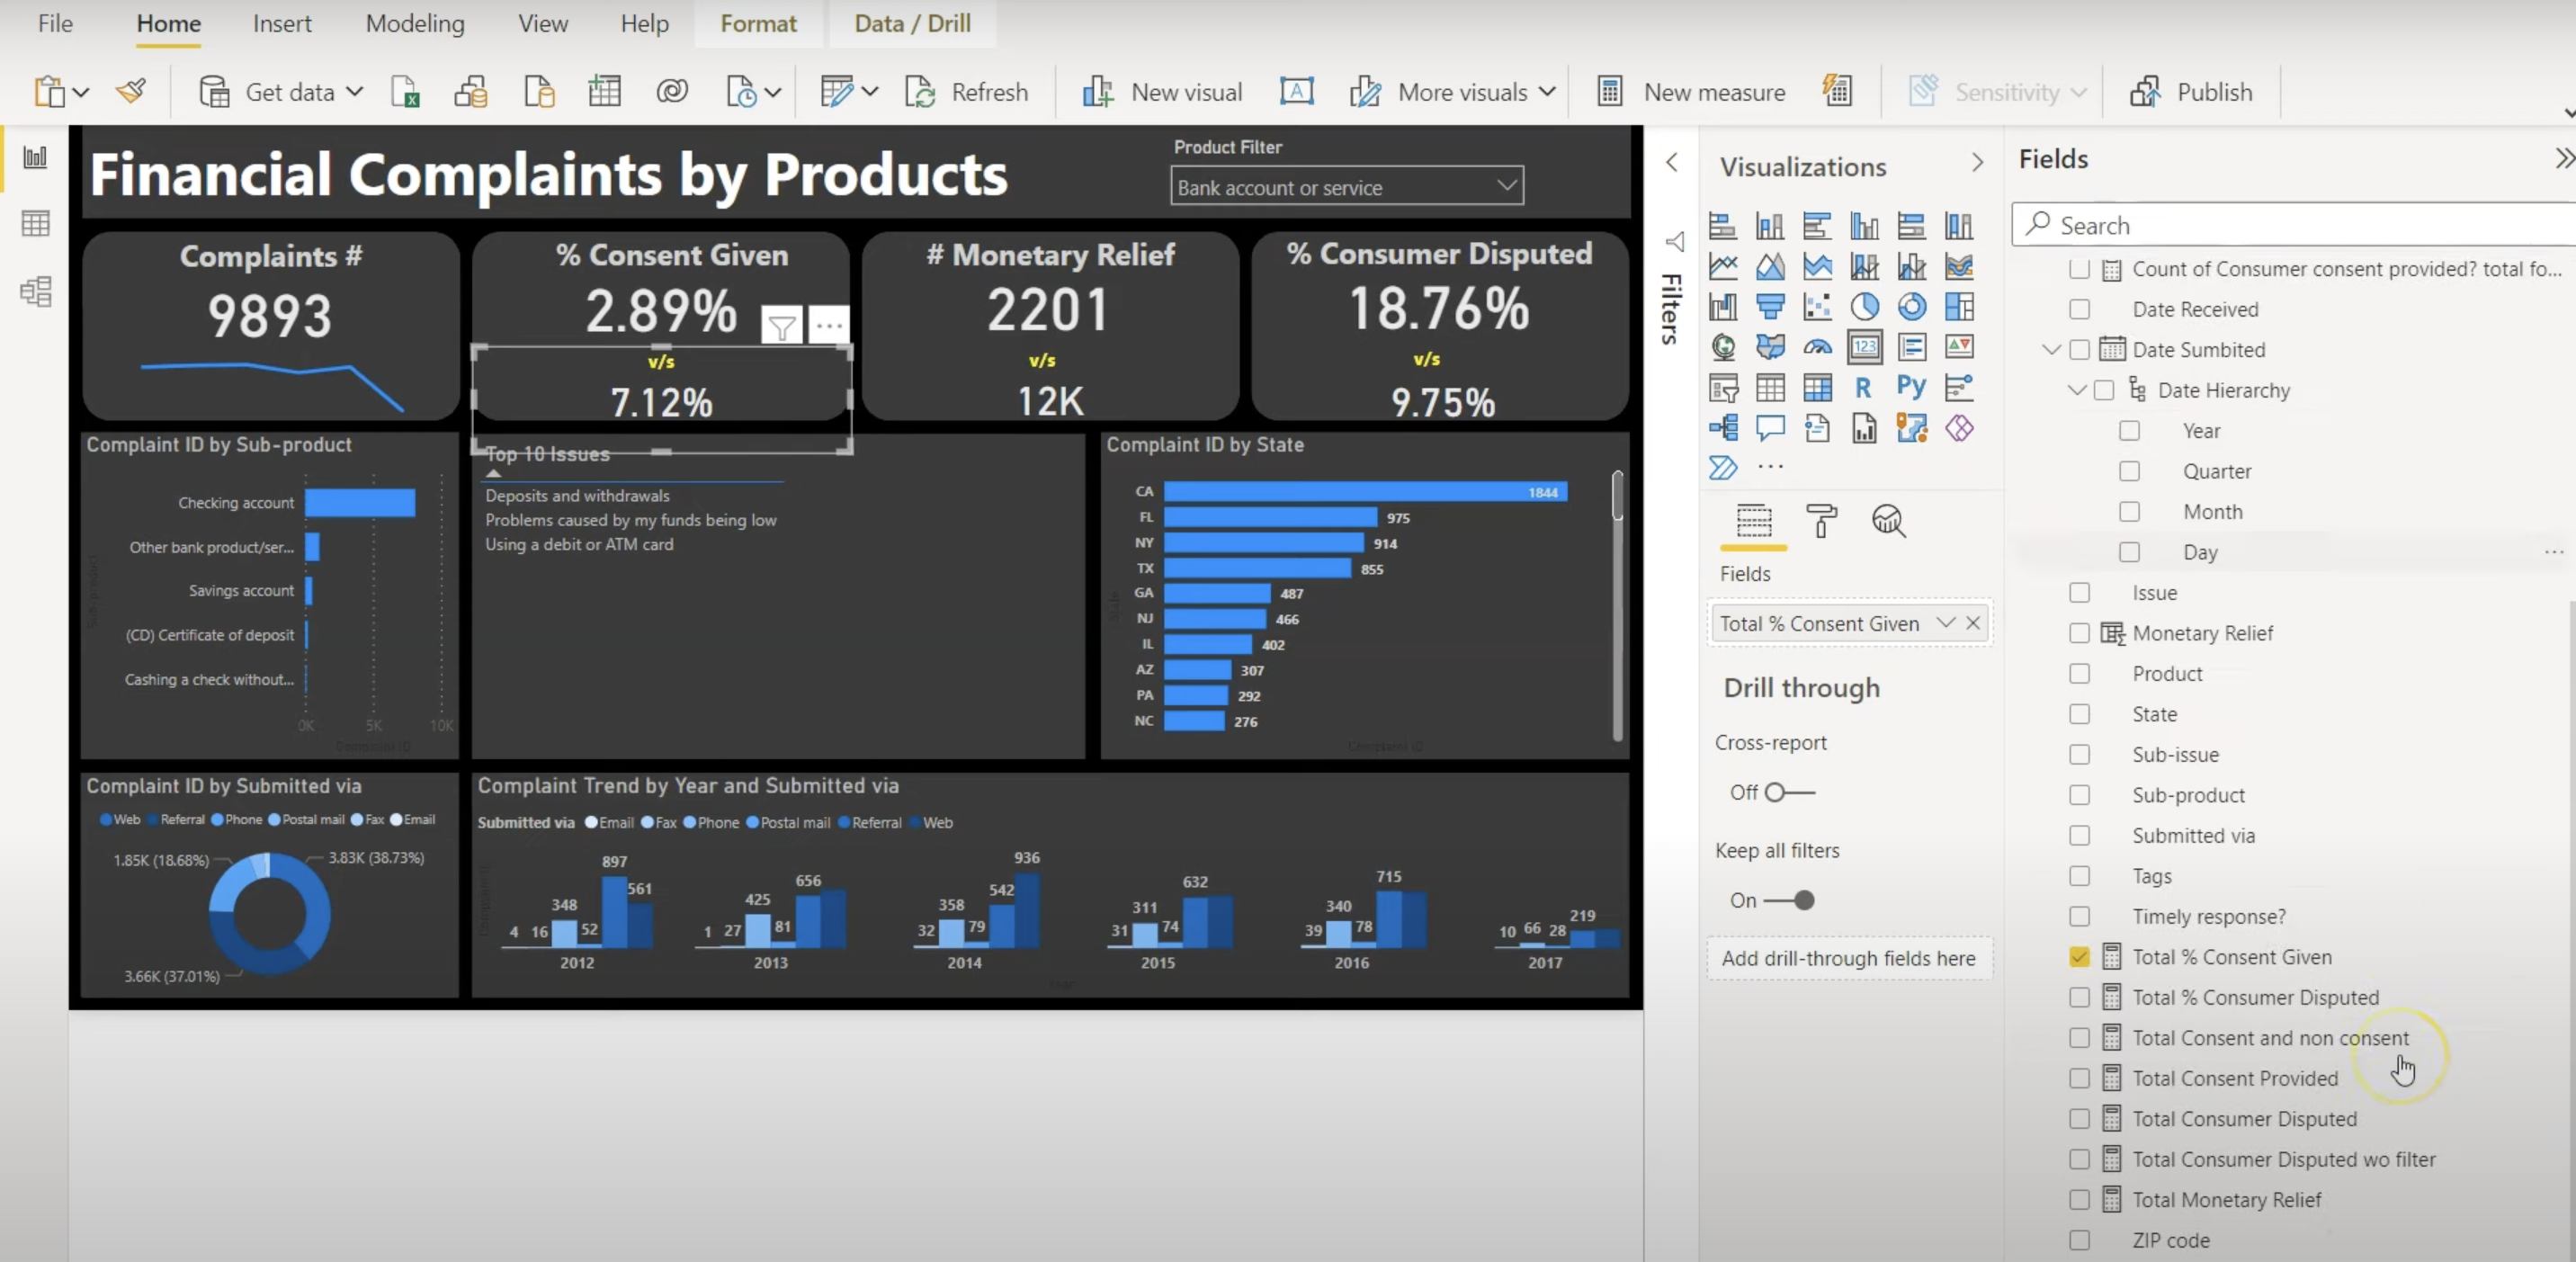 File Home Insert Modeling View Help Format Data / Drill
Get data Refresh New visual A More visuals New measure Sensitivity Publish
Financial Complaints by Products
Product Filter
Bank account or service
Complaints #
9893
% Consent Given
2.89%
v/s
7.12%
# Monetary Relief
2201
v/s
12K
% Consumer Disputed
18.76%
v/s
9.75%
Complaint ID by Sub-product
Checking account
Other bank product/ser...
Savings account
(CD) Certificate of deposit
Cashing a check without...
0K 5K 10K
Complaint ID
Sub-product
Top 10 Issues
Deposits and withdrawals
Problems caused by my funds being low
Using a debit or ATM card
Complaint ID by State
CA 1844
FL 975
NY 914
TX 855
GA 487
NJ 466
IL 402
AZ 307
PA 292
NC 276
State
Complaint ID
Complaint ID by Submitted via
Web Referral Phone Postal mail Fax Email
1.85K (18.68%)
3.83K (38.73%)
3.66K (37.01%)
Complaint Trend by Year and Submitted via
Submitted via Email Fax Phone Postal mail Referral Web
4 16 348 52 897 561
1 27 425 81 656
32 358 79 542 936
31 311 74 632
39 340 78 715
10 66 28 219
2012 2013 2014 2015 2016 2017
Year
Filters
Visualizations
123
R Py
...
Fields
Total % Consent Given
Drill through
Cross-report
Off
Keep all filters
On
Add drill-through fields here
Fields
Search
Count of Consumer consent provided? total fo...
Date Received
Date Sumbited
Date Hierarchy
Year
Quarter
Month
Day
Issue
Monetary Relief
Product
State
Sub-issue
Sub-product
Submitted via
Tags
Timely response?
Total % Consent Given
Total % Consumer Disputed
Total Consent and non consent
Total Consent Provided
Total Consumer Disputed
Total Consumer Disputed wo filter
Total Monetary Relief
ZIP code